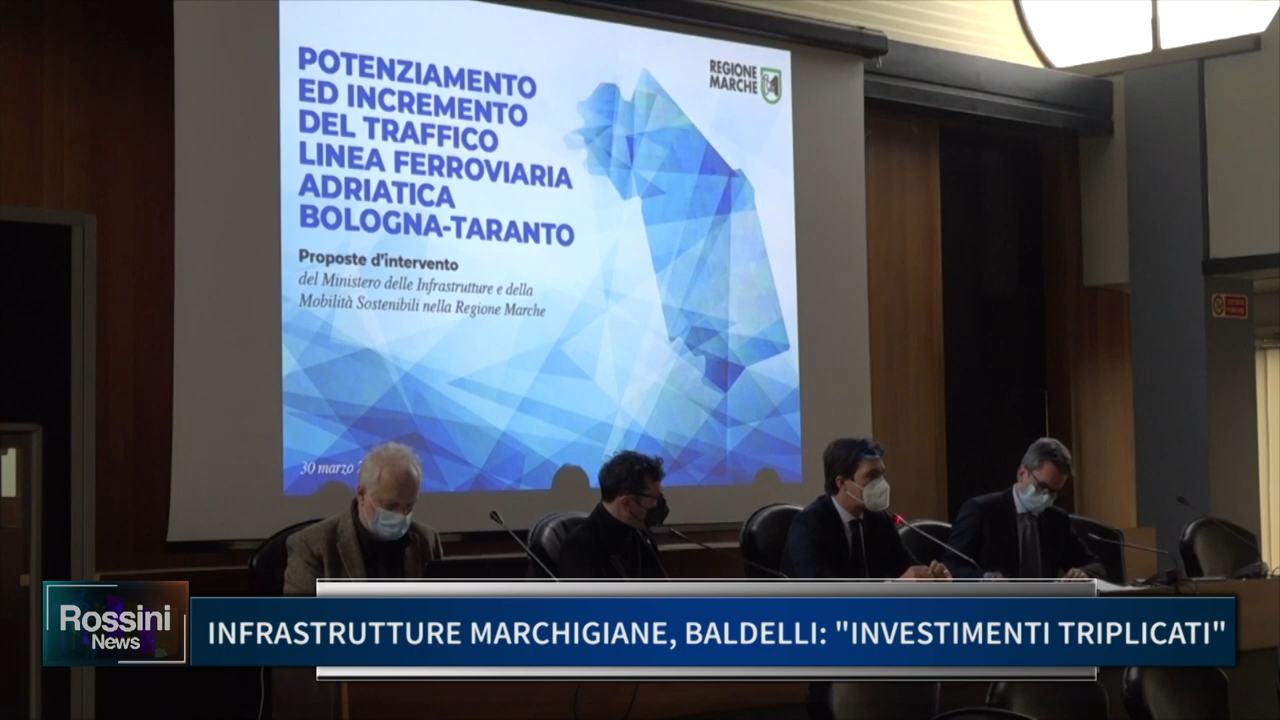 POTENZIAMENTO
ED INCREMENTO
DEL TRAFFICO
LINEA FERROVIARIA
ADRIATICA
BOLOGNA-TARANTO
REGIONE
MARCHE
Proposte d'intervento
del Ministero delle Infrastrutture e della
Mobilità Sostenibili nella Regione Marche
30 marzo
Rossini
News
INFRASTRUTTURE MARCHIGIANE, BALDELLI: "INVESTIMENTI TRIPLICATI"